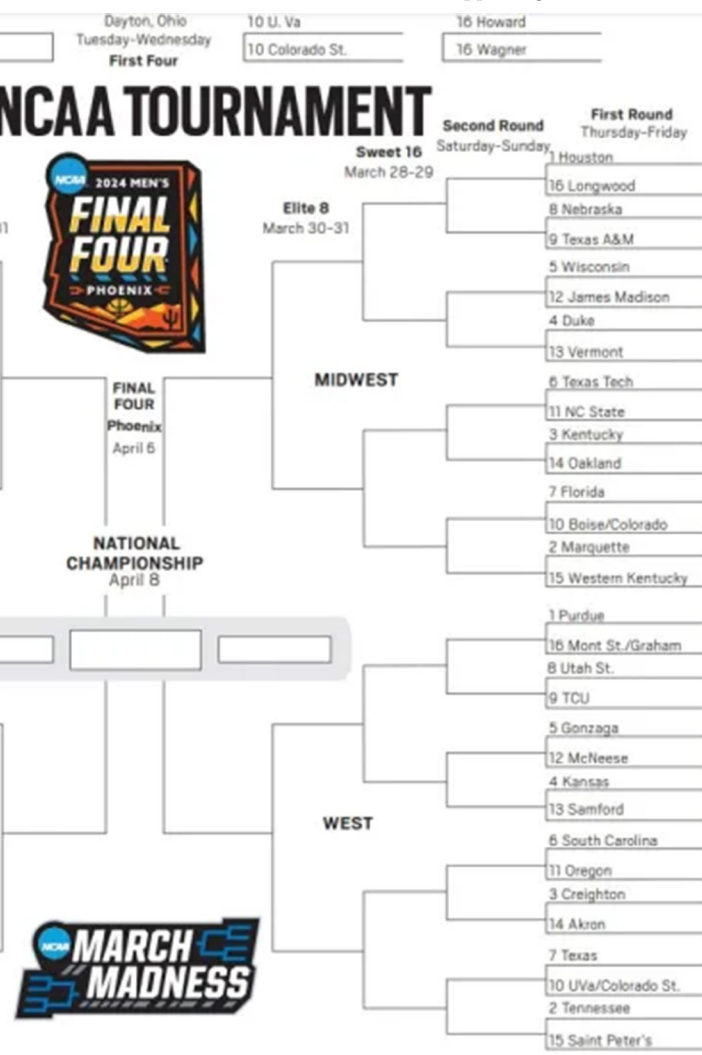 Dayton, Ohio
Tuesday-Wednesday
First Four
10 U. Va
10 Colorado St.
16 Howard
16 Wagner
NCAA TOURNAMENT
First Round
Thursday-Friday
Second Round
Saturday-Sunday
Sweet 16
March 28-29
Elite 8
March 30-31
31
NCAA
2024 MEN'S
FINAL
FOUR
PHOENIX
1 Houston
16 Longwood
8 Nebraska
9 Texas A&M
5 Wisconsin
12 James Madison
4 Duke
13 Vermont
MIDWEST
6 Texas Tech
11 NC State
3 Kentucky
14 Oakland
7 Florida
10 Boise/Colorado
2 Marquette
15 Western Kentucky
FINAL
FOUR
Phoenix
April 6
NATIONAL
CHAMPIONSHIP
April 8
1 Purdue
16 Mont St./Graham
8 Utah St.
9 TCU
5 Gonzaga
12 McNeese
4 Kansas
13 Samford
WEST
6 South Carolina
11 Oregon
3 Creighton
14 Akron
7 Texas
10 UVa/Colorado St.
2 Tennessee
15 Saint Peter's
NCAA
MARCH
MADNESS